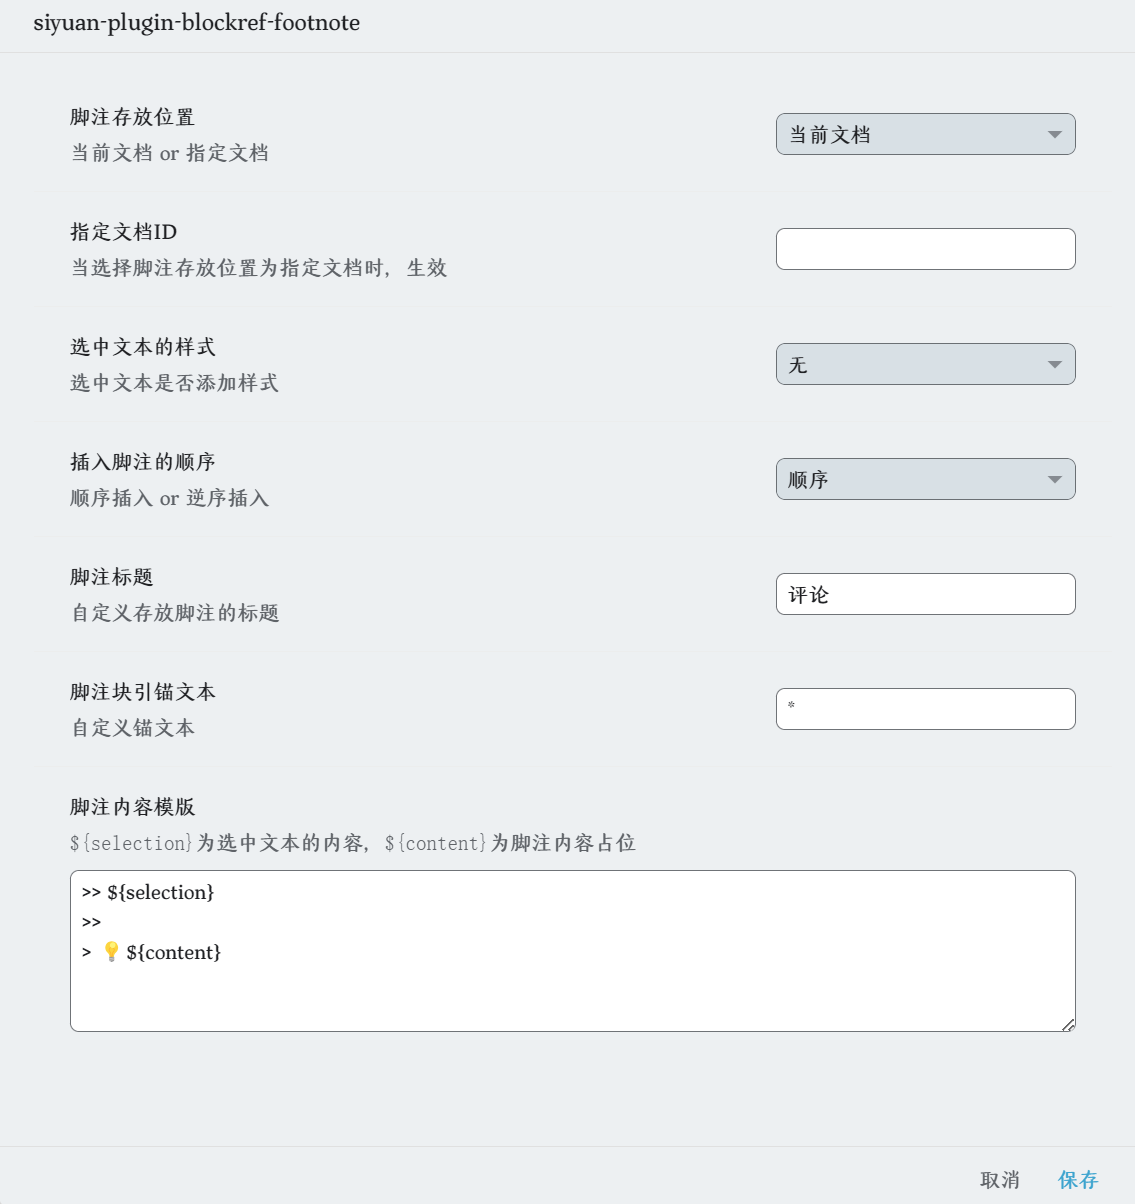 siyuan-plugin-blockref-footnote
脚注存放位置
当前文档 or 指定文档
当前文档
指定文档ID
当选择脚注存放位置为指定文档时，生效
选中文本的样式
选中文本是否添加样式
无
插入脚注的顺序
顺序插入 or 逆序插入
顺序
脚注标题
自定义存放脚注的标题
评论
脚注块引锚文本
自定义锚文本
*
脚注内容模版
${selection}为选中文本的内容，${content}为脚注内容占位
>> ${selection}
>>
> 💡${content}
取消
保存